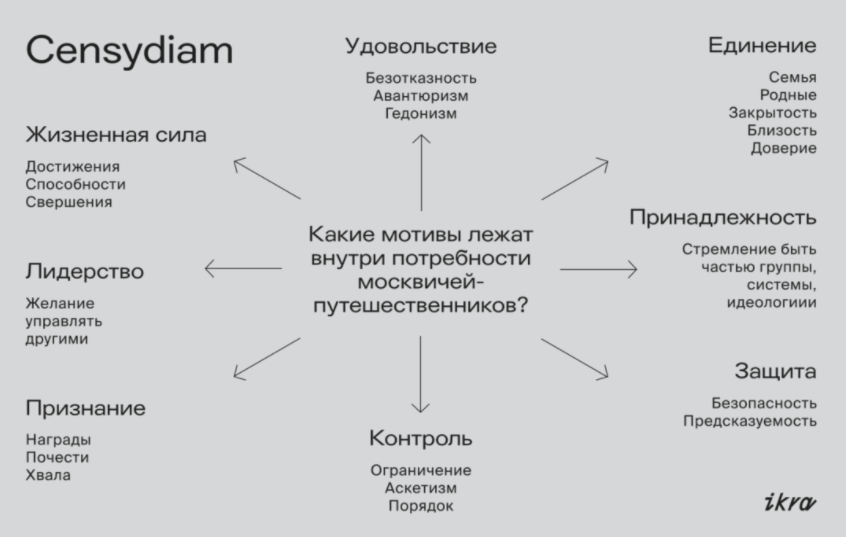 Censydiam
Удовольствие
Безотказность
Авантюризм
Гедонизм
Единение
Семья
Родные
Закрытость
Близость
Доверие
Жизненная сила
Достижения
Способности
Свершения
Какие мотивы лежат
внутри потребности
москвичей-
путешественников?
Принадлежность
Стремление быть
частью группы,
системы,
идеологиии
Лидерство
Желание
управлять
другими
Защита
Безопасность
Предсказуемость
Признание
Награды
Почести
Хвала
Контроль
Ограничение
Аскетизм
Порядок
ikra